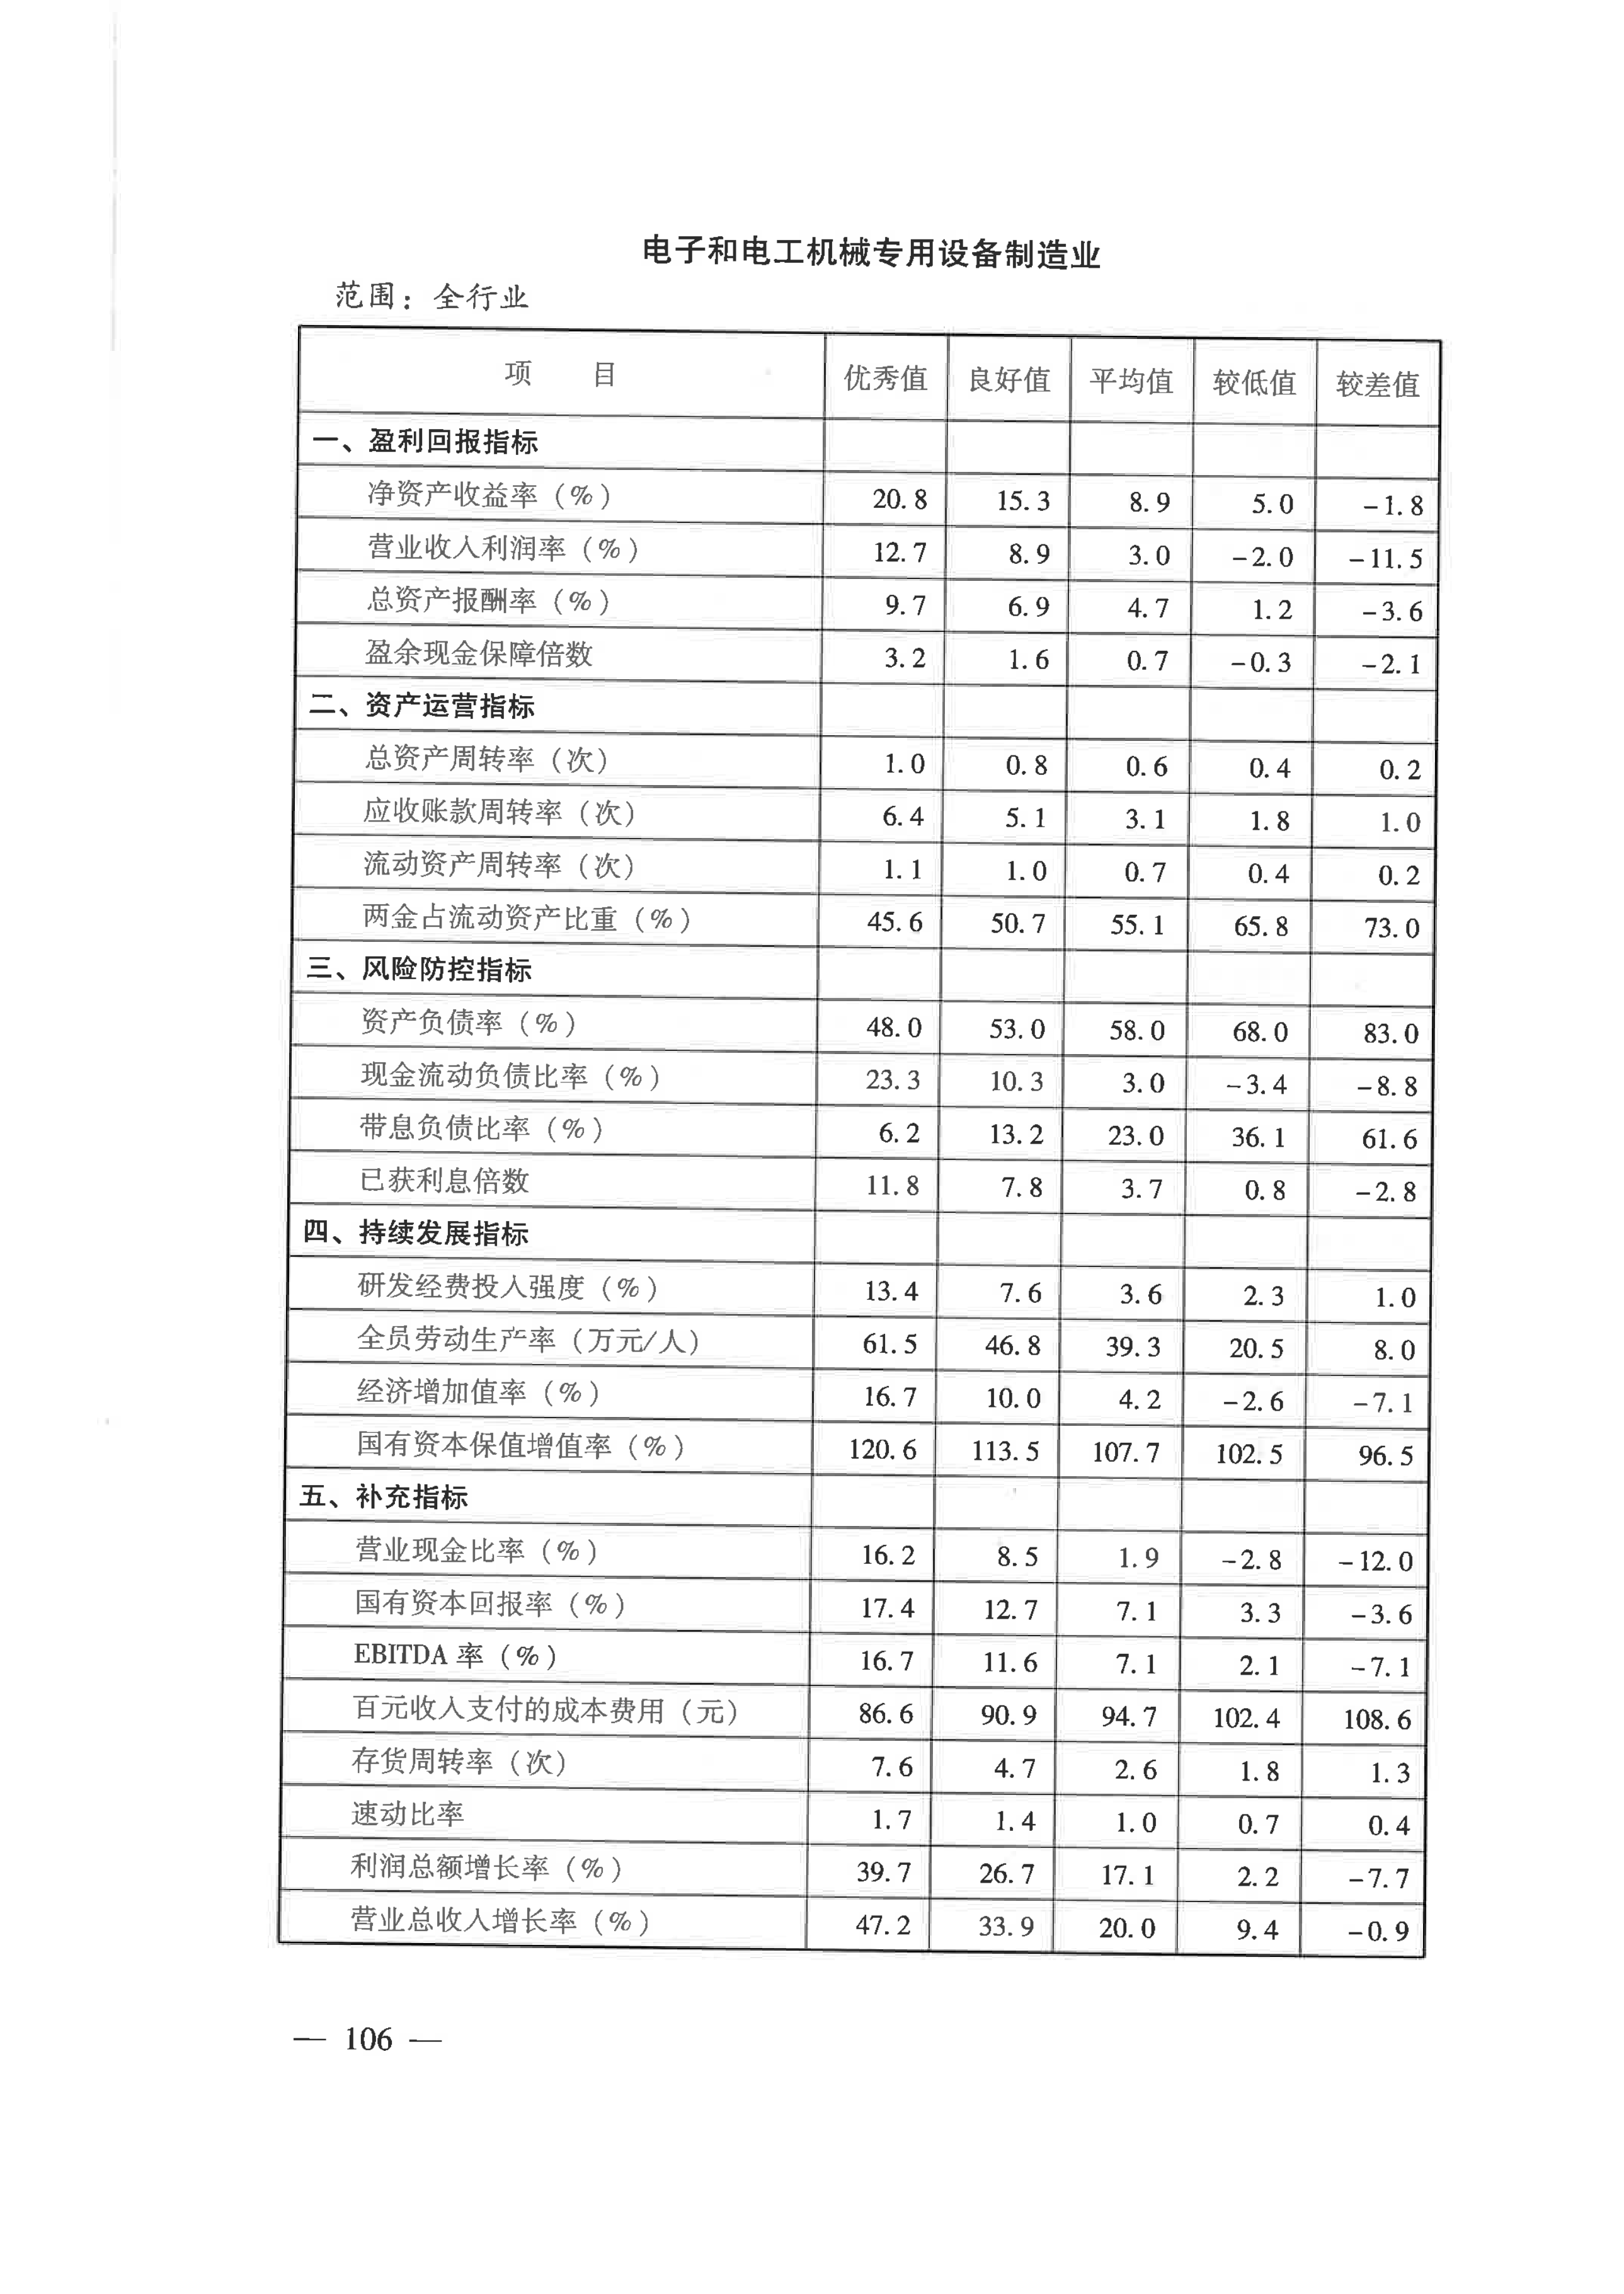 电子和电工机械专用设备制造业
范围：全行业
项 目 优秀值 良好值 平均值 较低值 较差值
一、盈利回报指标
净资产收益率（%） 20.8 15.3 8.9 5.0 -1.8
营业收入利润率（%） 12.7 8.9 3.0 -2.0 -11.5
总资产报酬率（%） 9.7 6.9 4.7 1.2 -3.6
盈余现金保障倍数 3.2 1.6 0.7 -0.3 -2.1
二、资产运营指标
总资产周转率（次） 1.0 0.8 0.6 0.4 0.2
应收账款周转率（次） 6.4 5.1 3.1 1.8 1.0
流动资产周转率（次） 1.1 1.0 0.7 0.4 0.2
两金占流动资产比重（%） 45.6 50.7 55.1 65.8 73.0
三、风险防控指标
资产负债率（%） 48.0 53.0 58.0 68.0 83.0
现金流动负债比率（%） 23.3 10.3 3.0 -3.4 -8.8
带息负债比率（%） 6.2 13.2 23.0 36.1 61.6
已获利息倍数 11.8 7.8 3.7 0.8 -2.8
四、持续发展指标
研发经费投入强度（%） 13.4 7.6 3.6 2.3 1.0
全员劳动生产率（万元/人） 61.5 46.8 39.3 20.5 8.0
经济增加值率（%） 16.7 10.0 4.2 -2.6 -7.1
国有资本保值增值率（%） 120.6 113.5 107.7 102.5 96.5
五、补充指标
营业现金比率（%） 16.2 8.5 1.9 -2.8 -12.0
国有资本回报率（%） 17.4 12.7 7.1 3.3 -3.6
EBITDA 率（%） 16.7 11.6 7.1 2.1 -7.1
百元收入支付的成本费用（元） 86.6 90.9 94.7 102.4 108.6
存货周转率（次） 7.6 4.7 2.6 1.8 1.3
速动比率 1.7 1.4 1.0 0.7 0.4
利润总额增长率（%） 39.7 26.7 17.1 2.2 -7.7
营业总收入增长率（%） 47.2 33.9 20.0 9.4 -0.9
— 106 —